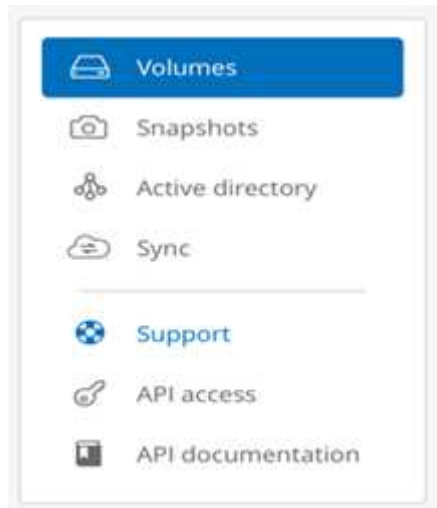 Volumes
Snapshots
Active directory
Sync
Support
API access
API documentation